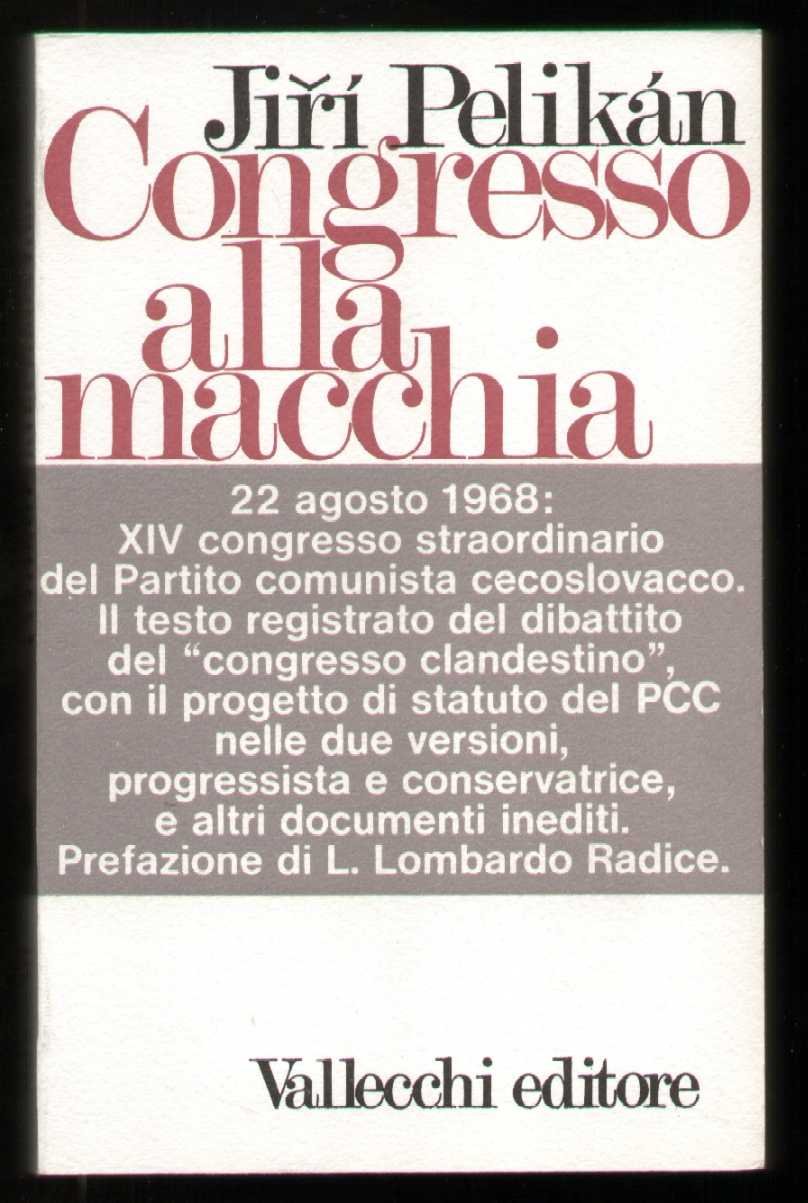 Jiří Pelikán
Congresso
alla
macchia
22 agosto 1968:
XIV congresso straordinario
del Partito comunista cecoslovacco.
Il testo registrato del dibattito
del “congresso clandestino”,
con il progetto di statuto del PCC
nelle due versioni,
progressista e conservatrice,
e altri documenti inediti.
Prefazione di L. Lombardo Radice.
Vallecchi editore